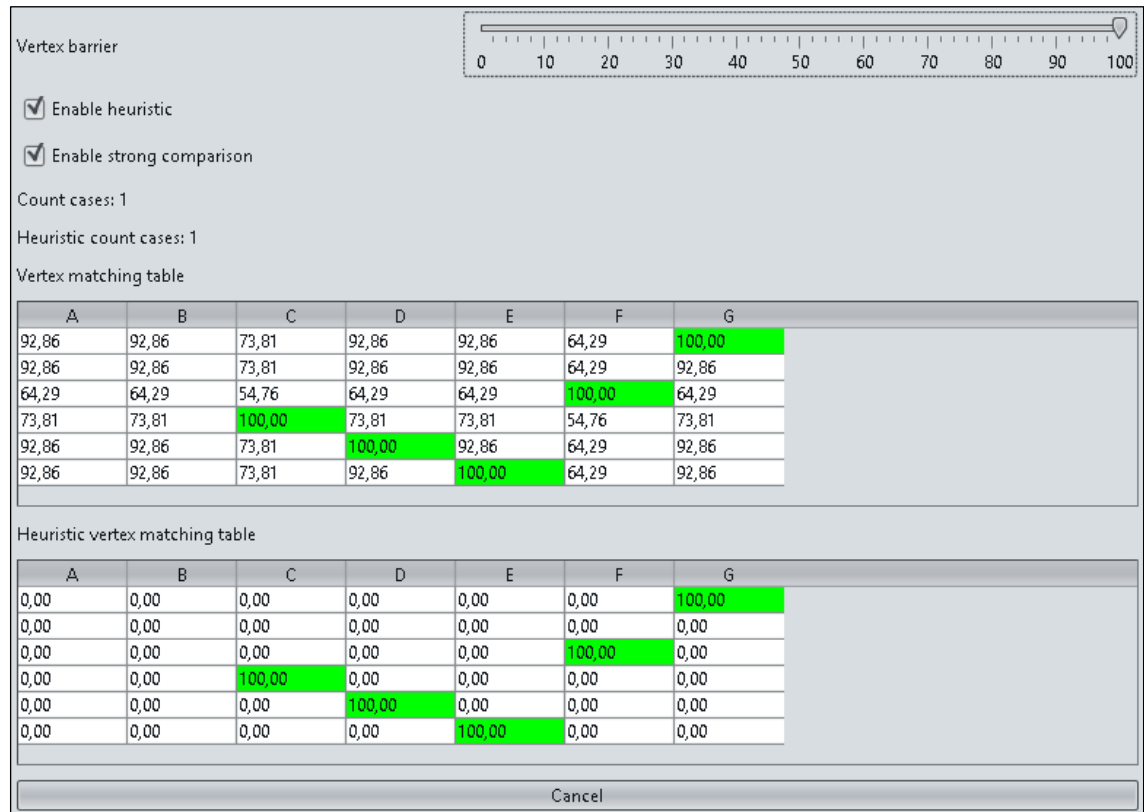 Vertex barrier
0 10 20 30 40 50 60 70 80 90 100
Enable heuristic
Enable strong comparison
Count cases: 1
Heuristic count cases: 1
Vertex matching table
A B C D E F G
92,86 92,86 73,81 92,86 92,86 64,29 100,00
92,86 92,86 73,81 92,86 92,86 64,29 92,86
64,29 64,29 54,76 64,29 64,29 100,00 64,29
73,81 73,81 100,00 73,81 73,81 54,76 73,81
92,86 92,86 73,81 100,00 92,86 64,29 92,86
92,86 92,86 73,81 92,86 100,00 64,29 92,86
Heuristic vertex matching table
A B C D E F G
0,00 0,00 0,00 0,00 0,00 0,00 100,00
0,00 0,00 0,00 0,00 0,00 0,00 0,00
0,00 0,00 0,00 0,00 0,00 100,00 0,00
0,00 0,00 100,00 0,00 0,00 0,00 0,00
0,00 0,00 0,00 100,00 0,00 0,00 0,00
0,00 0,00 0,00 0,00 100,00 0,00 0,00
Cancel